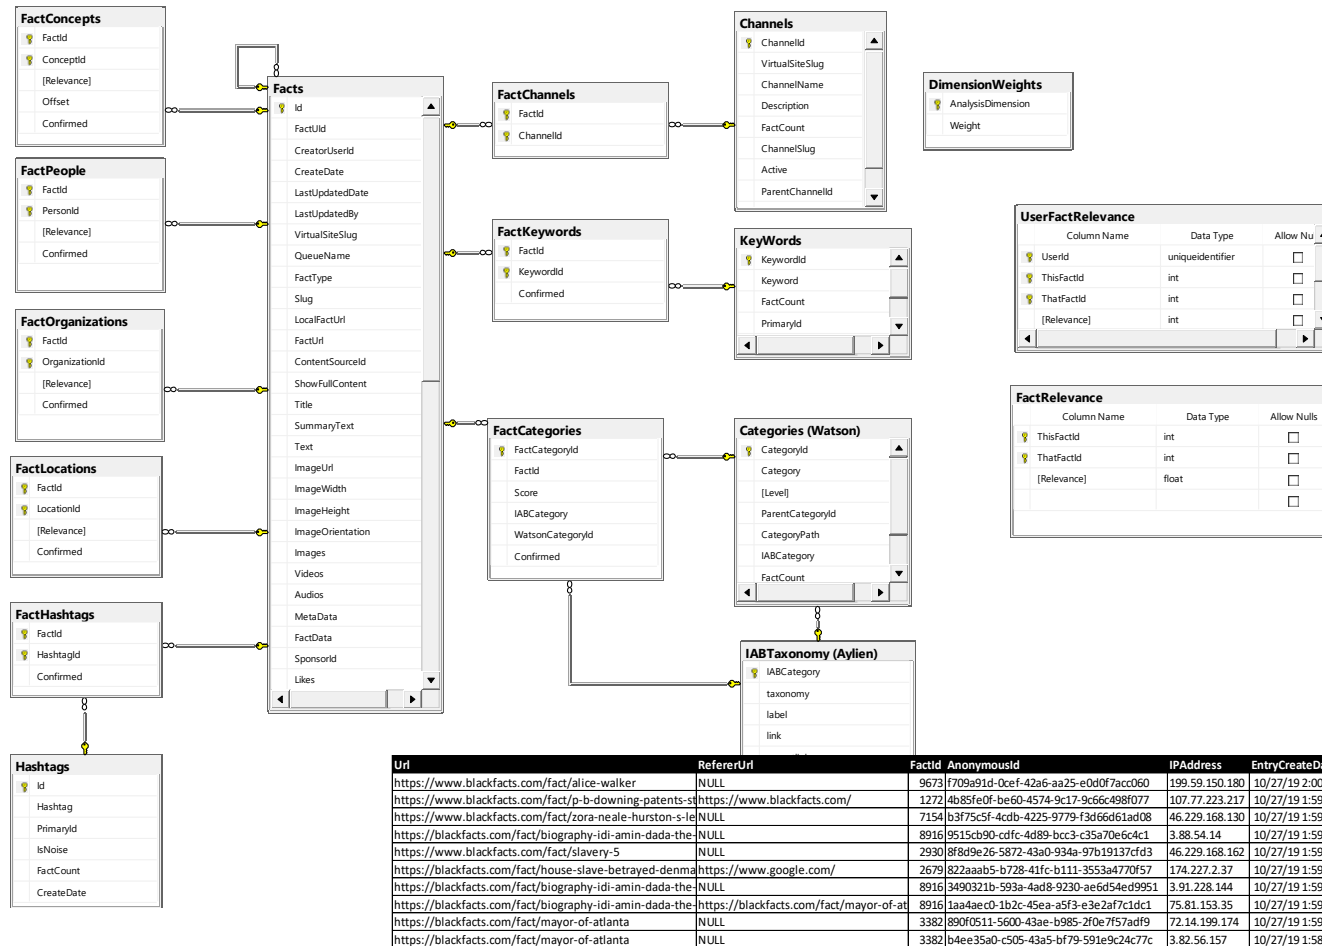 FactConcepts
FactId
ConceptId
[Relevance]
Offset
Confirmed
FactPeople
FactId
PersonId
[Relevance]
Confirmed
FactOrganizations
FactId
OrganizationId
[Relevance]
Confirmed
FactLocations
FactId
LocationId
[Relevance]
Confirmed
FactHashtags
FactId
HashtagId
Confirmed
Hashtags
Id
Hashtag
PrimaryId
IsNoise
FactCount
CreateDate
Facts
Id
FactUId
CreatorUserId
CreateDate
LastUpdatedDate
LastUpdatedBy
VirtualSiteSlug
QueueName
FactType
Slug
LocalFactUrl
FactUrl
ContentSourceId
ShowFullContent
Title
SummaryText
Text
ImageUrl
ImageWidth
ImageHeight
ImageOrientation
Images
Videos
Audios
MetaData
FactData
SponsorId
Likes
FactChannels
FactId
ChannelId
FactKeywords
FactId
KeywordId
Confirmed
FactCategories
FactCategoryId
FactId
Score
IABCategory
WatsonCategoryId
Confirmed
Channels
ChannelId
VirtualSiteSlug
ChannelName
Description
FactCount
ChannelSlug
Active
ParentChannelId
KeyWords
KeywordId
Keyword
FactCount
PrimaryId
Categories (Watson)
CategoryId
Category
[Level]
ParentCategoryId
CategoryPath
IABCategory
FactCount
IABTaxonomy (Aylien)
IABCategory
taxonomy
label
link
DimensionWeights
AnalysisDimension
Weight
UserFactRelevance
Column Name Data Type Allow Nu
UserId uniqueidentifier
ThisFactId int
ThatFactId int
[Relevance] int
FactRelevance
Column Name Data Type Allow Nulls
ThisFactId int
ThatFactId int
[Relevance] float
Url RefererUrl FactId AnonymousId IPAddress EntryCreateDa
https://www.blackfacts.com/fact/alice-walker NULL 9673 f709a91d-0cef-42a6-aa25-e0d0f7acc060 199.59.150.180 10/27/19 2:00
https://www.blackfacts.com/fact/p-b-downing-patents-st https://www.blackfacts.com/ 1272 4b85fe0f-be60-4574-9c17-9c66c498f077 107.77.223.217 10/27/19 1:59
https://www.blackfacts.com/fact/zora-neale-hurston-s-le NULL 7154 b3f75c5f-4cdb-4225-9779-f3d66d61ad08 46.229.168.130 10/27/19 1:59
https://blackfacts.com/fact/biography-idi-amin-dada-the- NULL 8916 9515cb90-cdfc-4d89-bcc3-c35a70e6c4c1 3.88.54.14 10/27/19 1:59
https://www.blackfacts.com/fact/slavery-5 NULL 2930 8f8d9e26-5872-43a0-934a-97b19137cfd3 46.229.168.162 10/27/19 1:59
https://blackfacts.com/fact/house-slave-betrayed-denma https://www.google.com/ 2679 822aaab5-b728-41fc-b111-3553a4770f57 174.227.2.37 10/27/19 1:59
https://blackfacts.com/fact/biography-idi-amin-dada-the- NULL 8916 3490321b-593a-4ad8-9230-ae6d54ed9951 3.91.228.144 10/27/19 1:59
https://blackfacts.com/fact/biography-idi-amin-dada-the- https://blackfacts.com/fact/mayor-of-at 8916 1aa4aec0-1b2c-45ea-a5f3-e3e2af7c1dc1 75.81.153.35 10/27/19 1:59
https://blackfacts.com/fact/mayor-of-atlanta NULL 3382 890f0511-5600-43ae-b985-2f0e7f57adf9 72.14.199.174 10/27/19 1:59
https://blackfacts.com/fact/mayor-of-atlanta NULL 3382 b4ee35a0-c505-43a5-bf79-591e9c24c77c 3.82.56.157 10/27/19 1:58